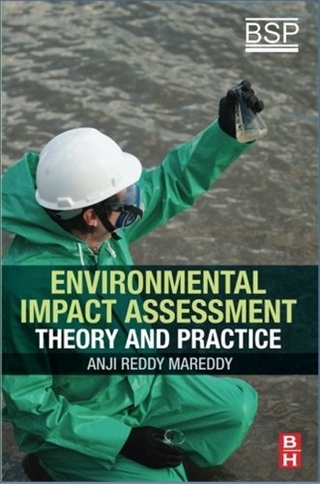 BSP
ENVIRONMENTAL
IMPACT ASSESSMENT
THEORY AND PRACTICE
ANJI REDDY MAREDDY
B
H